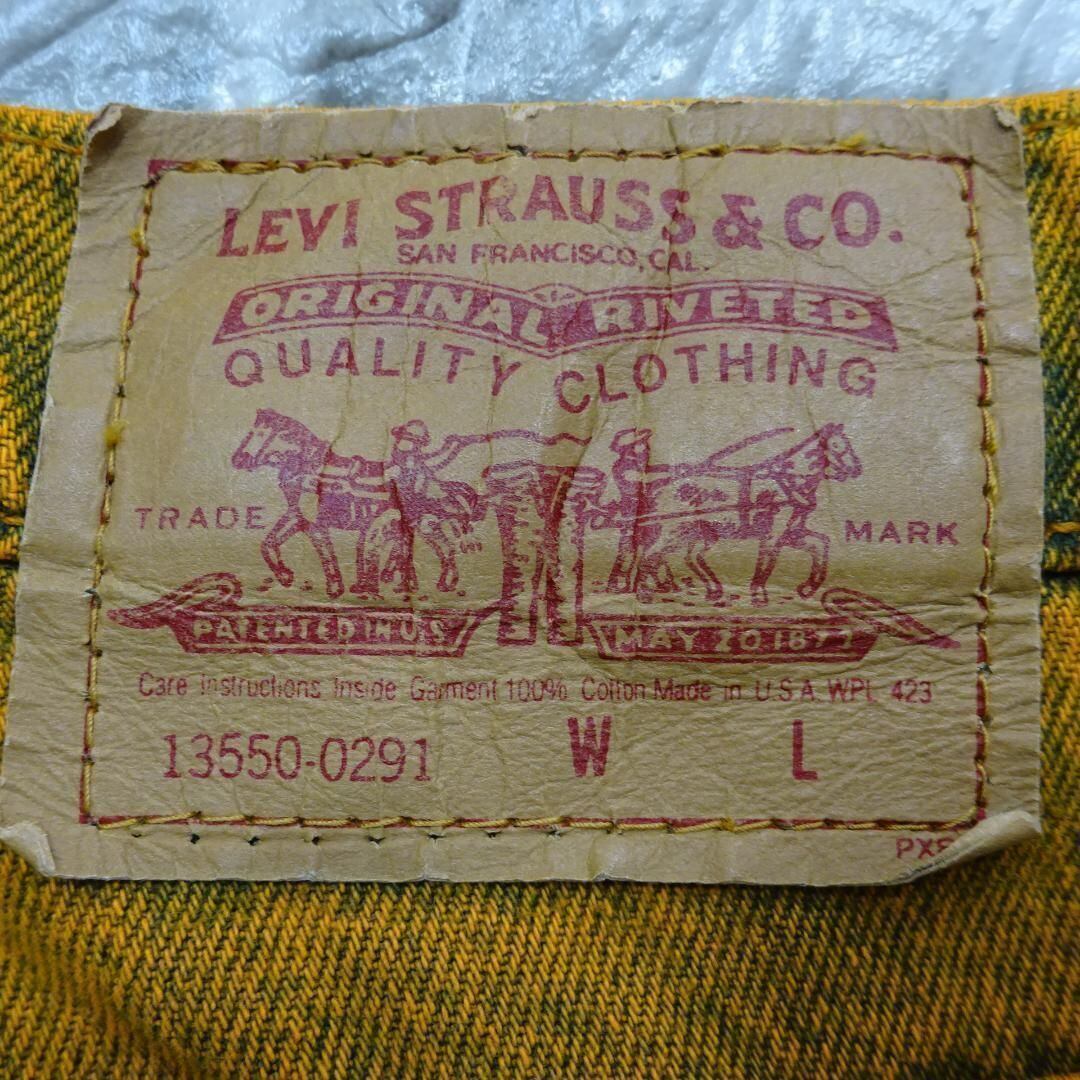 LEVI STRAUSS & CO.
SAN FRANCISCO, CAL.
ORIGINAL RIVETED
QUALITY CLOTHING
TRADE MARK
PATENTED IN U.S.
MAY 20, 1873
Care Instructions Inside Garment 100% Cotton Made in U.S.A. WPL 423
13550-0291 W L